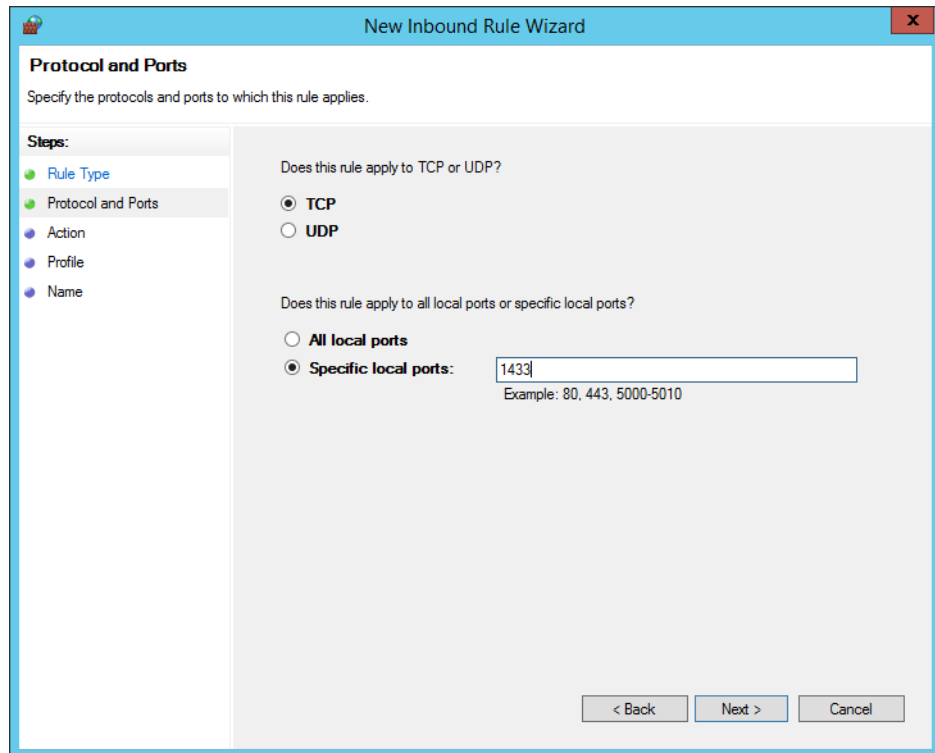 New Inbound Rule Wizard
x
Protocol and Ports
Specify the protocols and ports to which this rule applies.
Steps:
Rule Type
Protocol and Ports
Action
Profile
Name
Does this rule apply to TCP or UDP?
TCP
UDP
Does this rule apply to all local ports or specific local ports?
All local ports
Specific local ports:
1433
Example: 80, 443, 5000-5010
< Back
Next >
Cancel